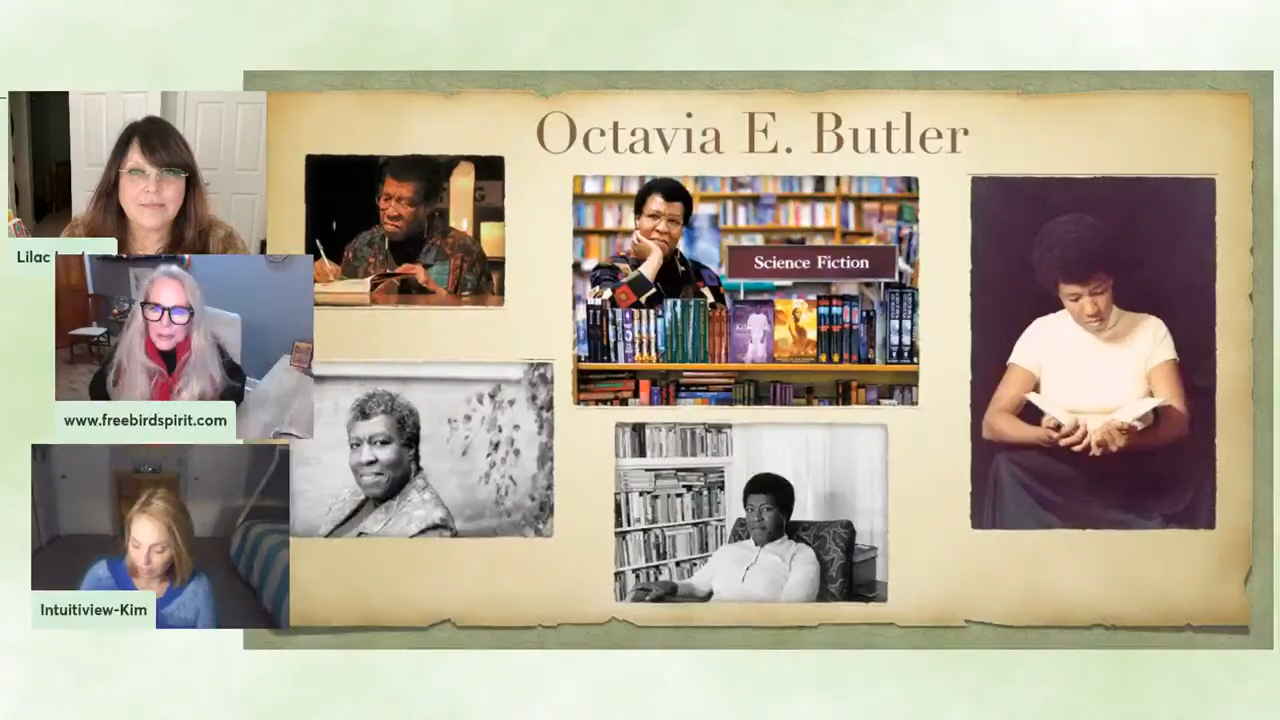 Octavia E. Butler
Science Fiction
Lilac
www.freebirdspirit.com
Intuitiview-Kim